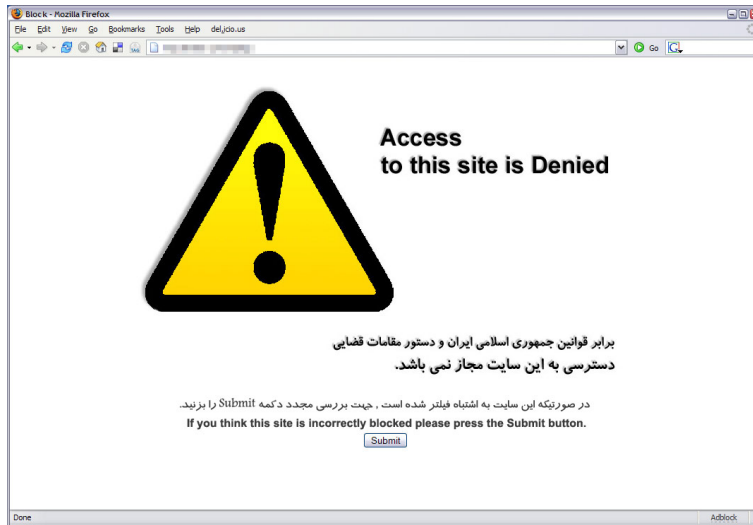 Block - Mozilla Firefox
File Edit View Go Bookmarks Tools Help del.icio.us
Go G
Access
to this site is Denied
برابر قوانین جمهوری اسلامی ایران و دستور مقامات قضایی
دسترسی به این سایت مجاز نمی باشد.
در صورتیکه این سایت به اشتباه فیلتر شده است , جهت بررسی مجدد دکمه Submit را بزنید.
If you think this site is incorrectly blocked please press the Submit button.
Submit
Done Adblock